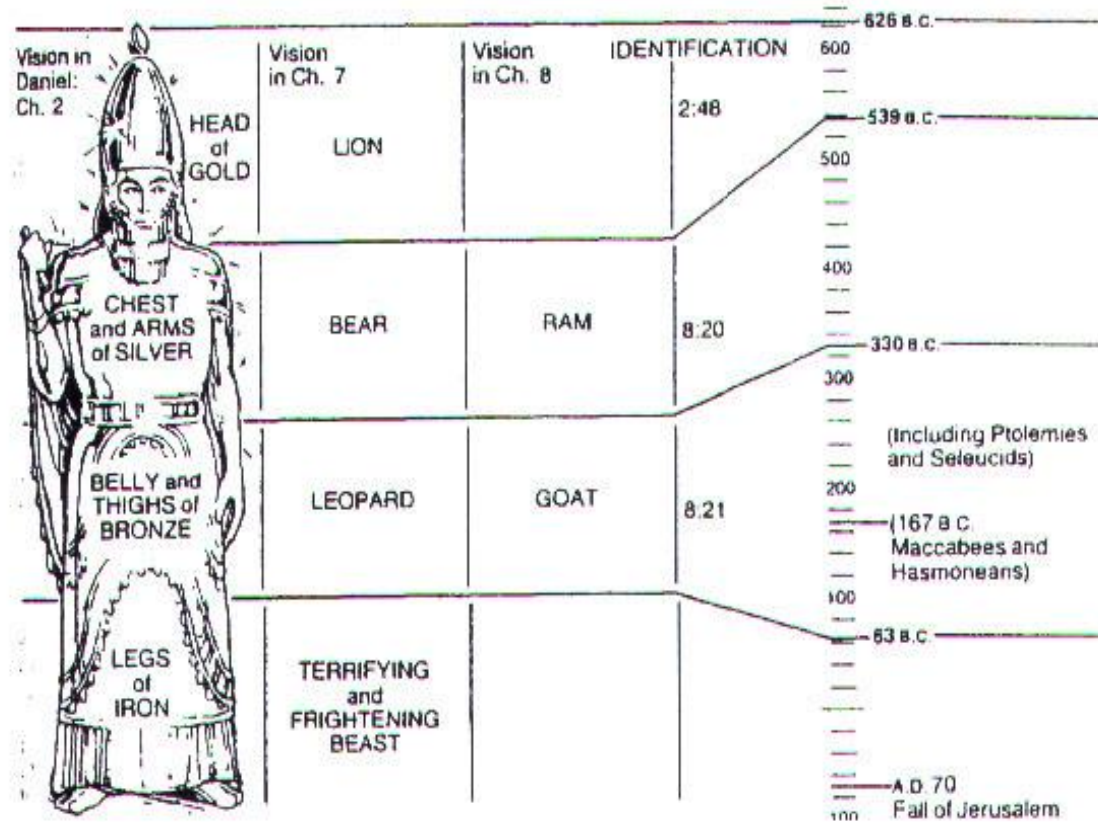 Vision in
Daniel:
Ch. 2
HEAD
of
GOLD
Vision
in Ch. 7
LION
Vision
in Ch. 8
IDENTIFICATION
2:48
626 B.C.
600
539 B.C.
500
CHEST
and ARMS
of SILVER
BEAR
RAM
8:20
400
330 B.C.
300
BELLY and
THIGHS of
BRONZE
LEOPARD
GOAT
8:21
(Including Ptolemies
and Seleucids)
200
(167 B.C.
Maccabees and
Hasmoneans)
100
63 B.C.
LEGS
of
IRON
TERRIFYING
and
FRIGHTENING
BEAST
A.D. 70
Fall of Jerusalem
100